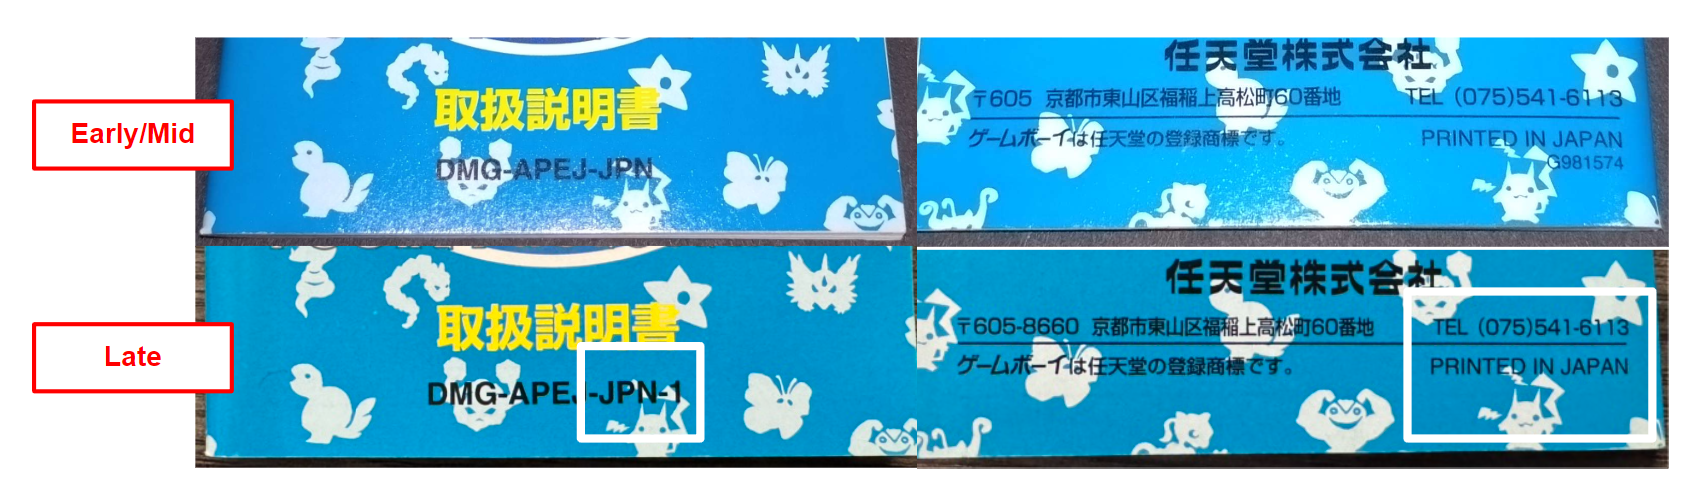 Early/Mid
取扱説明書
DMG-APEJ-JPN
任天堂株式会社
〒605 京都市東山区福稲上高松町60番地 TEL (075)541-6113
ゲームボーイは任天堂の登録商標です。 PRINTED IN JAPAN
G981574
Late
取扱説明書
DMG-APEJ-JPN-1
任天堂株式会社
〒605-8660 京都市東山区福稲上高松町60番地 TEL (075)541-6113
ゲームボーイは任天堂の登録商標です。 PRINTED IN JAPAN